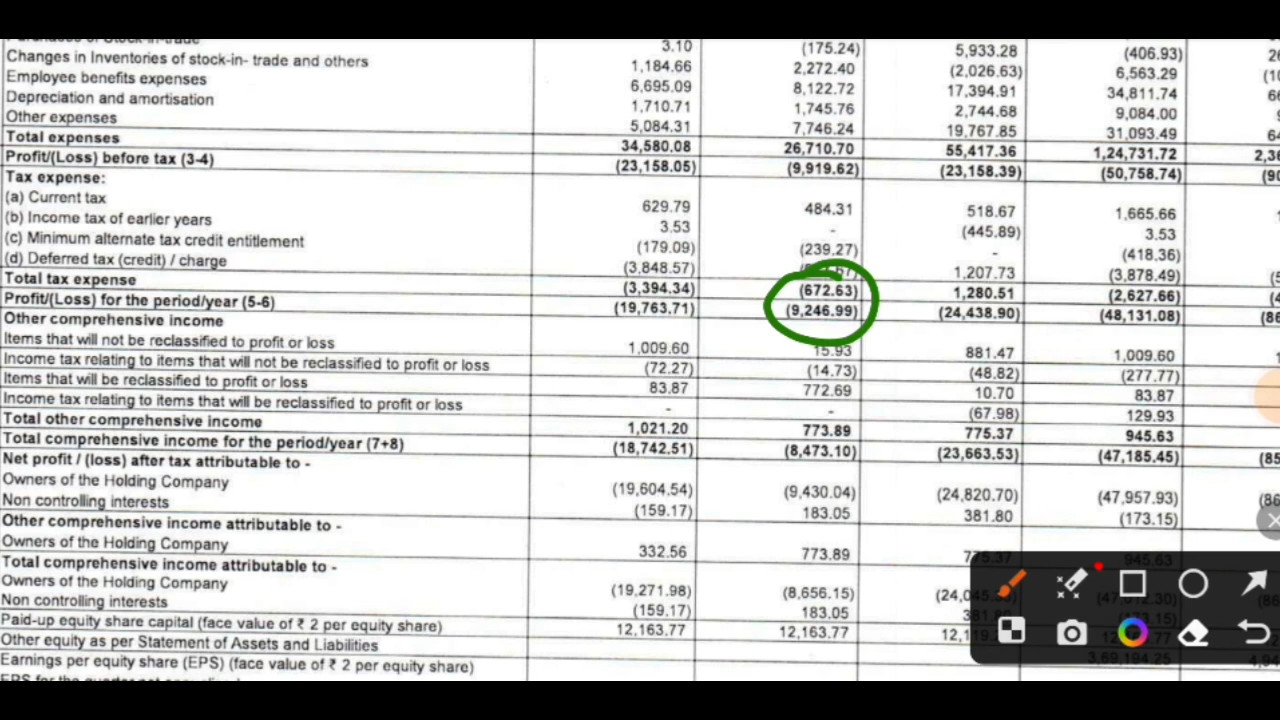 3.10 (175.24) 5,933.28 (406.93)
Changes in Inventories of stock-in- trade and others 1,184.66 2,272.40 (2,026.63) 6,563.29
Employee benefits expenses 6,695.09 8,122.72 17,394.91 34,811.74
Depreciation and amortisation 1,710.71 1,745.76 2,744.68 9,084.00
Other expenses 5,084.31 7,746.24 19,767.85 31,093.49
Total expenses 34,580.08 26,710.70 55,417.36 1,24,731.72
Profit/(Loss) before tax (3-4) (23,158.05) (9,919.62) (23,158.39) (50,758.74)
Tax expense:
(a) Current tax 629.79 484.31 518.67 1,665.66
(b) Income tax of earlier years 3.53 - (445.89) 3.53
(c) Minimum alternate tax credit entitlement (179.09) (239.27) - (418.36)
(d) Deferred tax (credit) / charge (3,848.57) 1,207.73 (3,878.49)
Total tax expense (3,394.34) (672.63) 1,280.51 (2,627.66)
Profit/(Loss) for the period/year (5-6) (19,763.71) (9,246.99) (24,438.90) (48,131.08)
Other comprehensive income
Items that will not be reclassified to profit or loss 1,009.60 15.93 881.47 1,009.60
Income tax relating to items that will not be reclassified to profit or loss (72.27) (14.73) (48.82) (277.77)
Items that will be reclassified to profit or loss 83.87 772.69 10.70 83.87
Income tax relating to items that will be reclassified to profit or loss - - (67.98) 129.93
Total other comprehensive income 1,021.20 773.89 775.37 945.63
Total comprehensive income for the period/year (7+8) (18,742.51) (8,473.10) (23,663.53) (47,185.45)
Net profit / (loss) after tax attributable to -
Owners of the Holding Company (19,604.54) (9,430.04) (24,820.70) (47,957.93)
Non controlling interests (159.17) 183.05 381.80 (173.15)
Other comprehensive income attributable to -
Owners of the Holding Company 332.56 773.89 775.37 945.63
Total comprehensive income attributable to -
Owners of the Holding Company (19,271.98) (8,656.15)
Non controlling interests (159.17) 183.05
Paid-up equity share capital (face value of ₹ 2 per equity share) 12,163.77 12,163.77
Other equity as per Statement of Assets and Liabilities
Earnings per equity share (EPS) (face value of ₹ 2 per equity share)